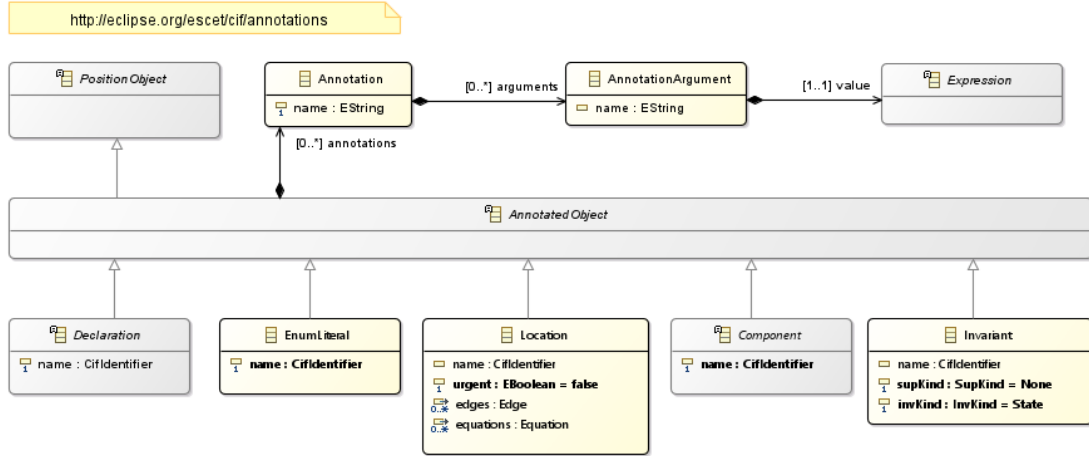 http://eclipse.org/escet/cif/annotations
PositionObject
Annotation
name : EString
[0..*] arguments
AnnotationArgument
name : EString
[1..1] value
Expression
[0..*] annotations
AnnotatedObject
Declaration
name : CifIdentifier
EnumLiteral
name : CifIdentifier
Location
name : CifIdentifier
urgent : EBoolean = false
edges : Edge
equations : Equation
Component
name : CifIdentifier
Invariant
name : CifIdentifier
supKind : SupKind = None
invKind : InvKind = State